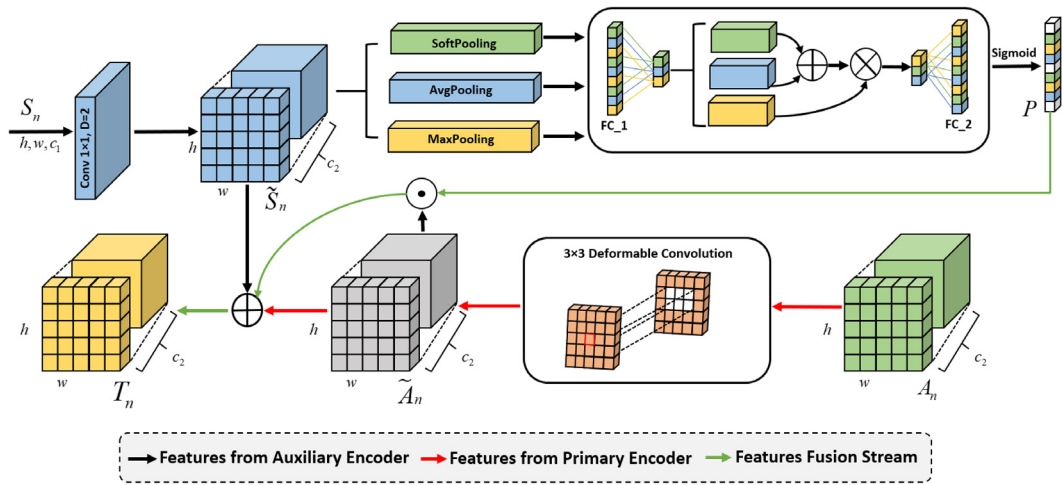 S_n
h, w, c_1
Conv 1×1, D=2
h
w
c_2
S̃_n
SoftPooling
AvgPooling
MaxPooling
FC_1
FC_2
Sigmoid
P
h
w
c_2
T_n
h
w
c_2
Ã_n
3×3 Deformable Convolution
h
w
c_2
A_n
Features from Auxiliary Encoder
Features from Primary Encoder
Features Fusion Stream